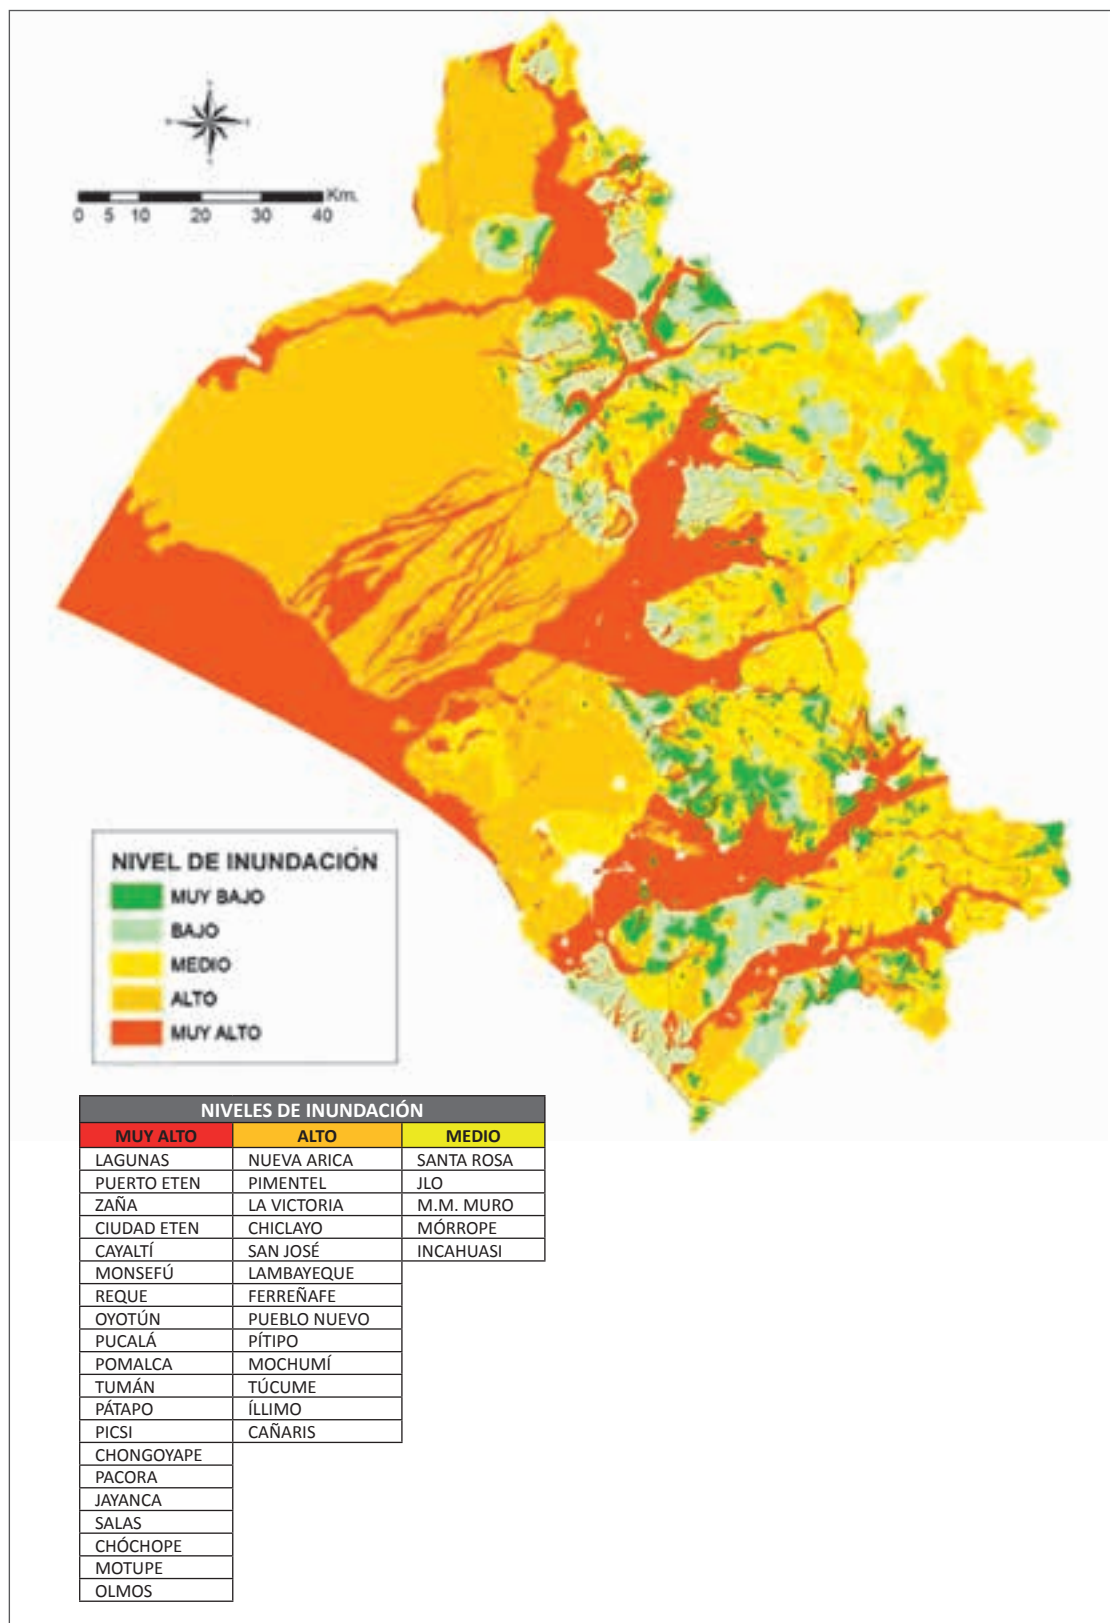 Km.
0 5 10 20 30 40
NIVEL DE INUNDACIÓN
MUY BAJO
BAJO
MEDIO
ALTO
MUY ALTO
NIVELES DE INUNDACIÓN
MUY ALTO ALTO MEDIO
LAGUNAS NUEVA ARICA SANTA ROSA
PUERTO ETEN PIMENTEL JLO
ZAÑA LA VICTORIA M.M. MURO
CIUDAD ETEN CHICLAYO MÓRROPE
CAYALTÍ SAN JOSÉ INCAHUASI
MONSEFÚ LAMBAYEQUE
REQUE FERREÑAFE
OYOTÚN PUEBLO NUEVO
PUCALÁ PÍTIPO
POMALCA MOCHUMÍ
TUMÁN TÚCUME
PÁTAPO ÍLLIMO
PICSI CAÑARIS
CHONGOYAPE
PACORA
JAYANCA
SALAS
CHÓCHOPE
MOTUPE
OLMOS